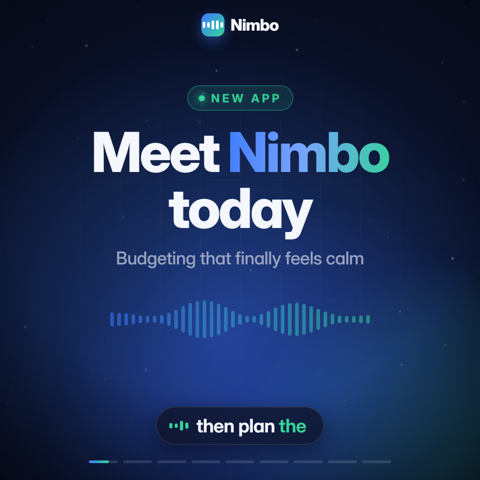 Nimbo
NEW APP
Meet Nimbo
today
Budgeting that finally feels calm
then plan the